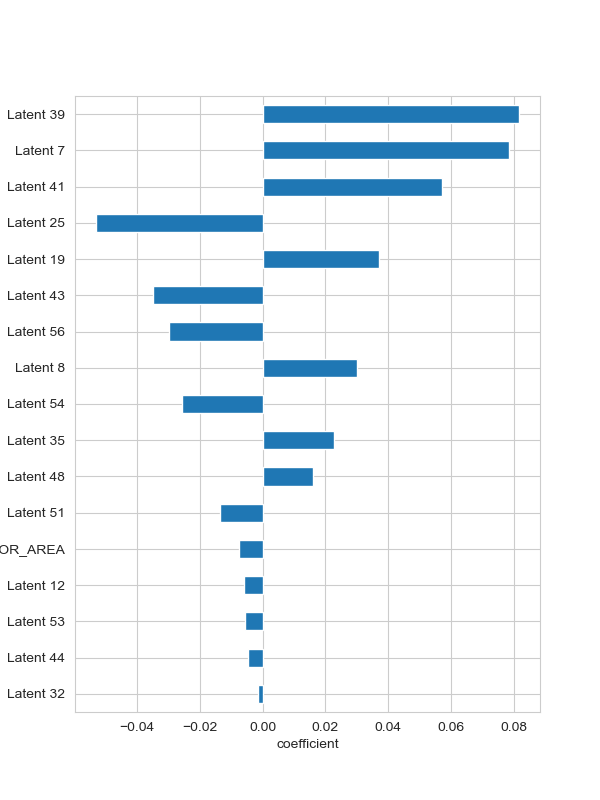 Latent 39
Latent 7
Latent 41
Latent 25
Latent 19
Latent 43
Latent 56
Latent 8
Latent 54
Latent 35
Latent 48
Latent 51
OR_AREA
Latent 12
Latent 53
Latent 44
Latent 32
−0.04 −0.02 0.00 0.02 0.04 0.06 0.08
coefficient